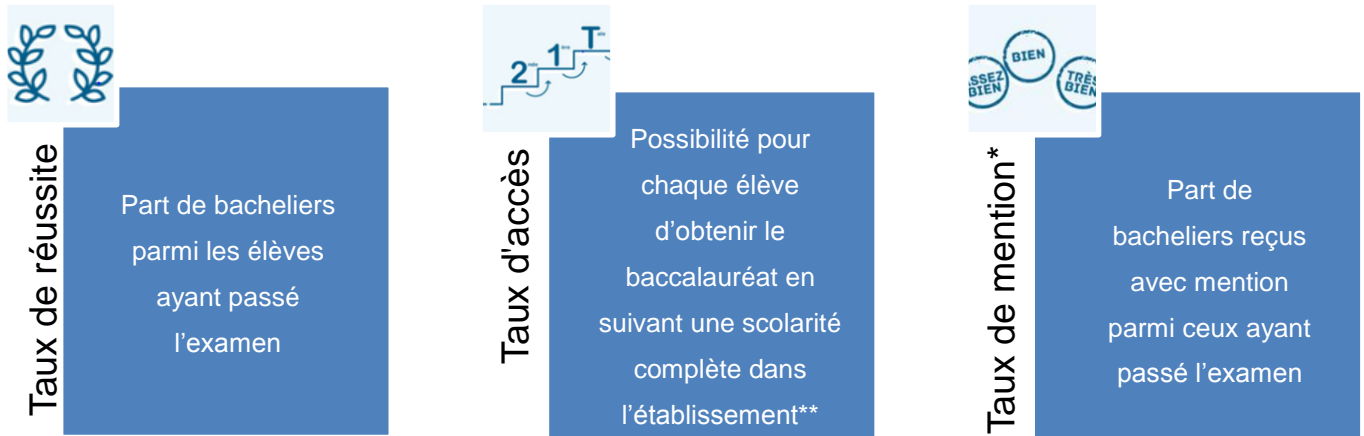 Taux de réussite
Part de bacheliers
parmi les élèves
ayant passé
l’examen
2
1
T
Taux d'accès
Possibilité pour
chaque élève
d’obtenir le
baccalauréat en
suivant une scolarité
complète dans
l’établissement**
SSEZ
BIEN
BIEN
TRÈS
BIEN
Taux de mention*
Part de
bacheliers reçus
avec mention
parmi ceux ayant
passé l’examen